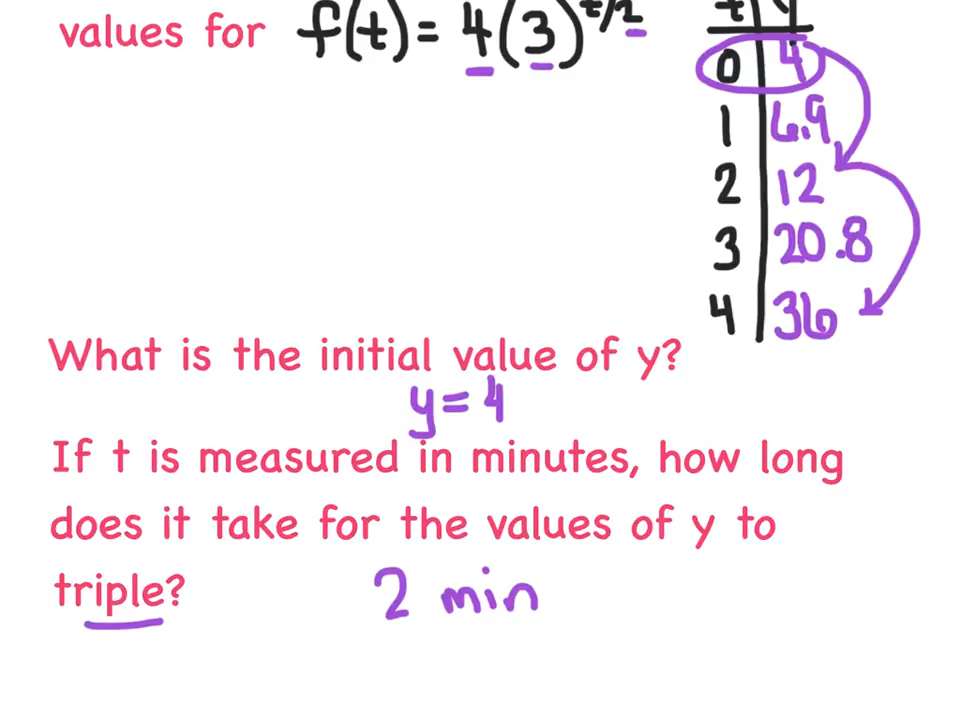 values for f(t) = 4(3)^t/2
t | y
0 | 4
1 | 6.9
2 | 12
3 | 20.8
4 | 36
What is the initial value of y?
y = 4
If t is measured in minutes, how long
does it take for the values of y to
triple? 2 min